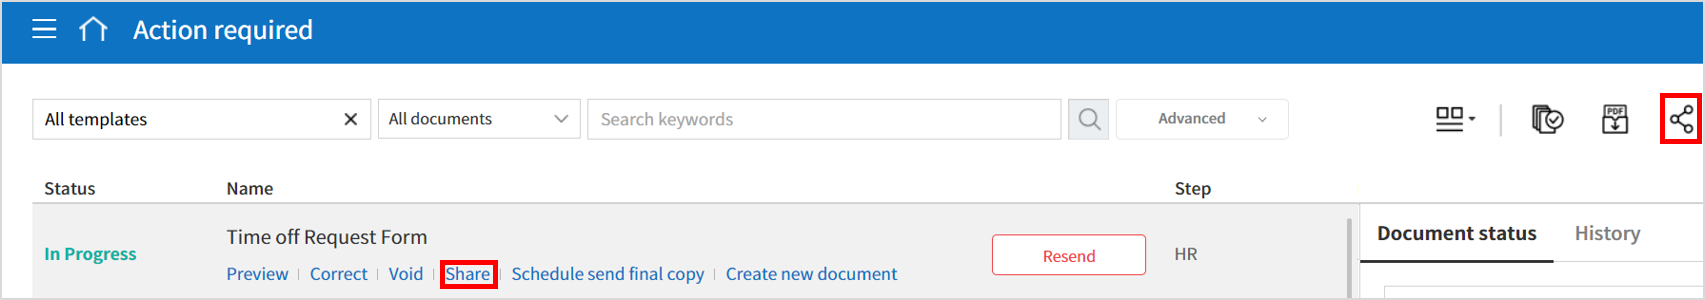 Action required
All templates
All documents
Search keywords
Advanced
PDF
Status
Name
Step
In Progress
Time off Request Form
Preview
Correct
Void
Share
Schedule send final copy
Create new document
Resend
HR
Document status
History